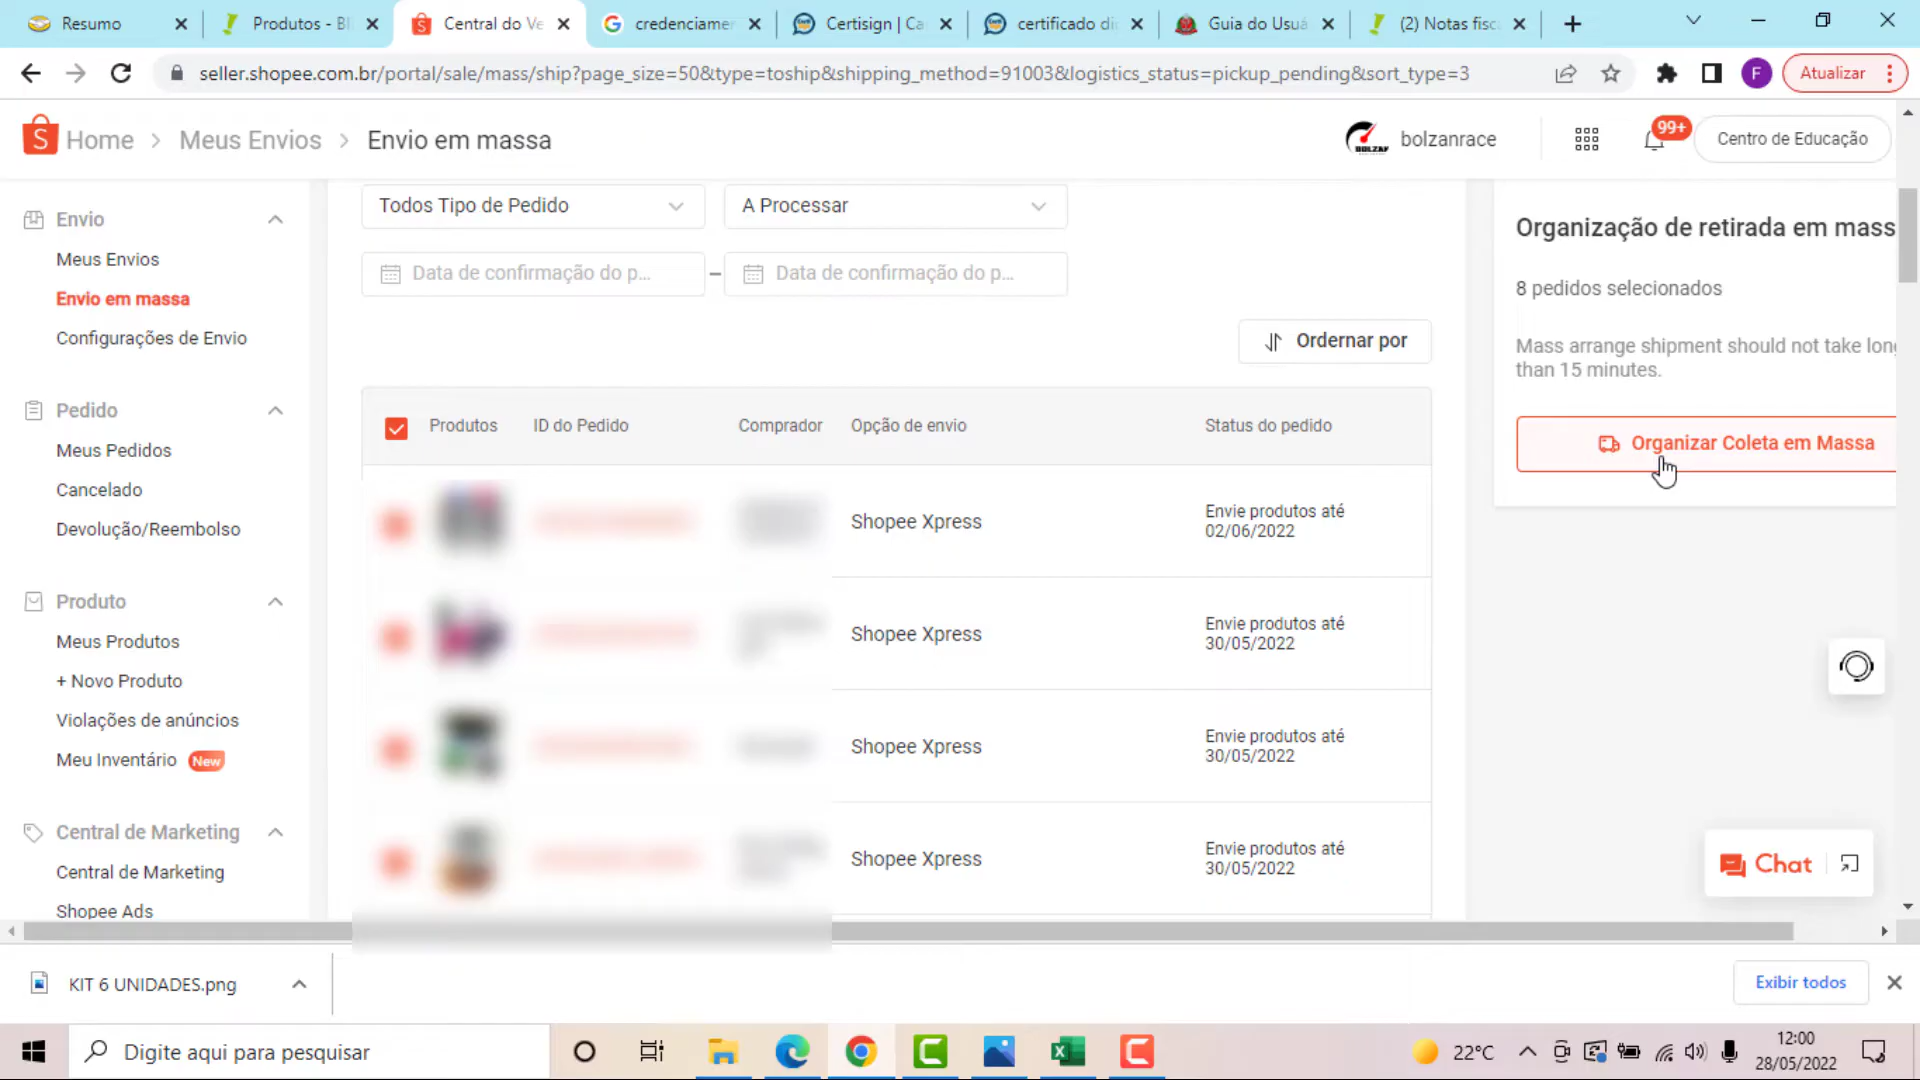 Resumo
Produtos - Bl
Central do Ve
credenciamer
Certisign | Ca
certificado di
Guia do Usuá
(2) Notas fisc
seller.shopee.com.br/portal/sale/mass/ship?page_size=50&type=toship&shipping_method=91003&logistics_status=pickup_pending&sort_type=3
F
Atualizar
Home > Meus Envios > Envio em massa
bolzanrace
99+
Centro de Educação
Envio
Meus Envios
Envio em massa
Configurações de Envio
Pedido
Meus Pedidos
Cancelado
Devolução/Reembolso
Produto
Meus Produtos
+ Novo Produto
Violações de anúncios
Meu Inventário New
Central de Marketing
Central de Marketing
Shopee Ads
Todos Tipo de Pedido
A Processar
Data de confirmação do p...
–
Data de confirmação do p...
Ordernar por
Produtos ID do Pedido Comprador Opção de envio Status do pedido
Shopee Xpress
Envie produtos até
02/06/2022
Shopee Xpress
Envie produtos até
30/05/2022
Shopee Xpress
Envie produtos até
30/05/2022
Shopee Xpress
Envie produtos até
30/05/2022
Organização de retirada em mass
8 pedidos selecionados
Mass arrange shipment should not take long
than 15 minutes.
Organizar Coleta em Massa
Chat
KIT 6 UNIDADES.png
Exibir todos
Digite aqui para pesquisar
22°C
12:00
28/05/2022